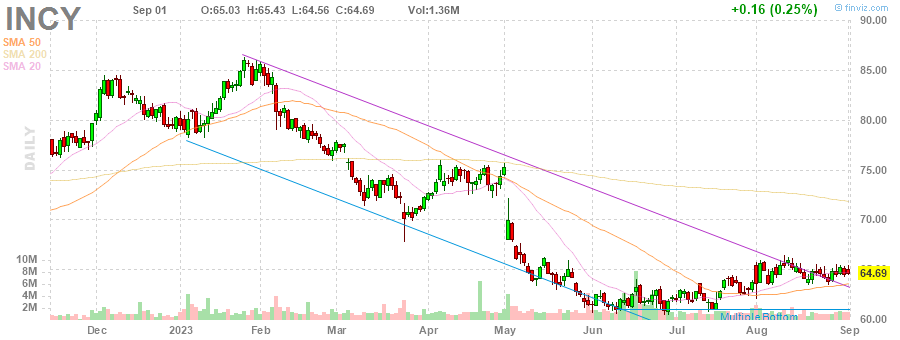 INCY Sep 01 O:65.03 H:65.43 L:64.56 C:64.69 Vol:1.36M +0.16 (0.25%) © finviz.com
SMA 50
SMA 200
SMA 20
DAILY
90.00
85.00
80.00
75.00
70.00
64.69
60.00
10M
8M
6M
4M
2M
Multiple Bottom
Dec 2023 Feb Mar Apr May Jun Jul Aug Sep